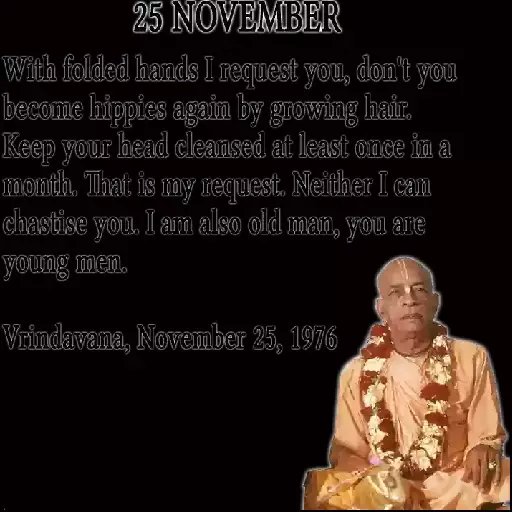 25 NOVEMBER
With folded hands I request you, don't you
become hippies again by growing hair.
Keep your head cleansed at least once in a
month. That is my request. Neither I can
chastise you. I am also old man, you are
young men.
Vrindavana, November 25, 1976